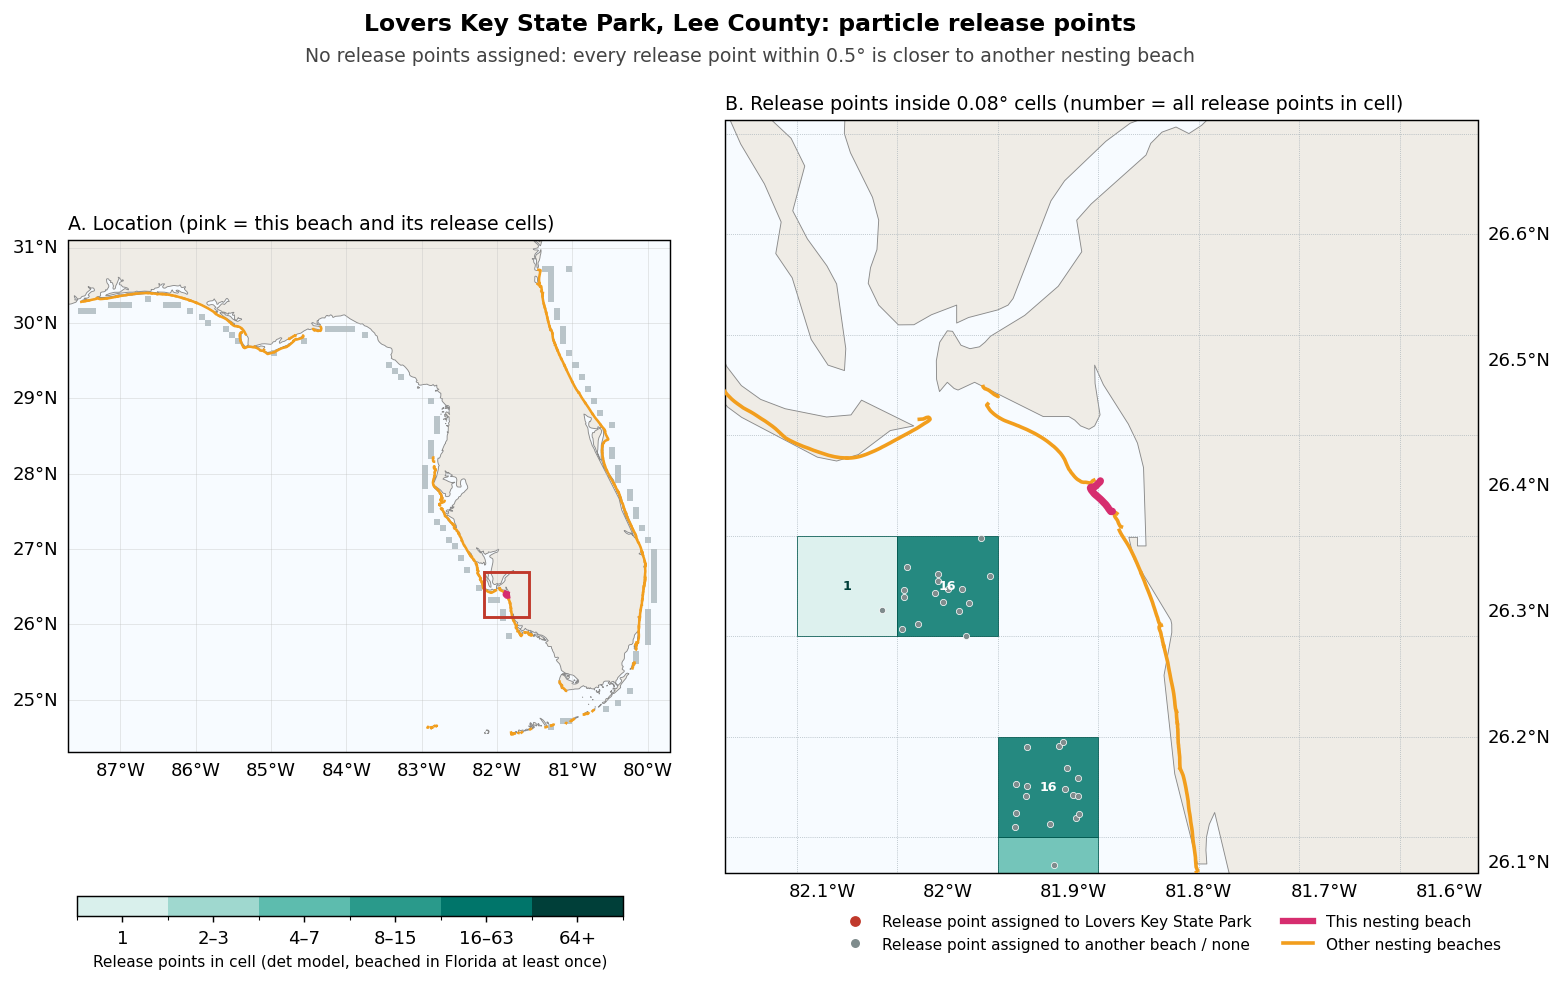 Lovers Key State Park, Lee County: particle release points
No release points assigned: every release point within 0.5° is closer to another nesting beach
A. Location (pink = this beach and its release cells)
31°N
30°N
29°N
28°N
27°N
26°N
25°N
87°W 86°W 85°W 84°W 83°W 82°W 81°W 80°W
B. Release points inside 0.08° cells (number = all release points in cell)
1
16
16
26.6°N
26.5°N
26.4°N
26.3°N
26.2°N
26.1°N
82.1°W 82°W 81.9°W 81.8°W 81.7°W 81.6°W
1 2–3 4–7 8–15 16–63 64+
Release points in cell (det model, beached in Florida at least once)
Release point assigned to Lovers Key State Park
Release point assigned to another beach / none
This nesting beach
Other nesting beaches